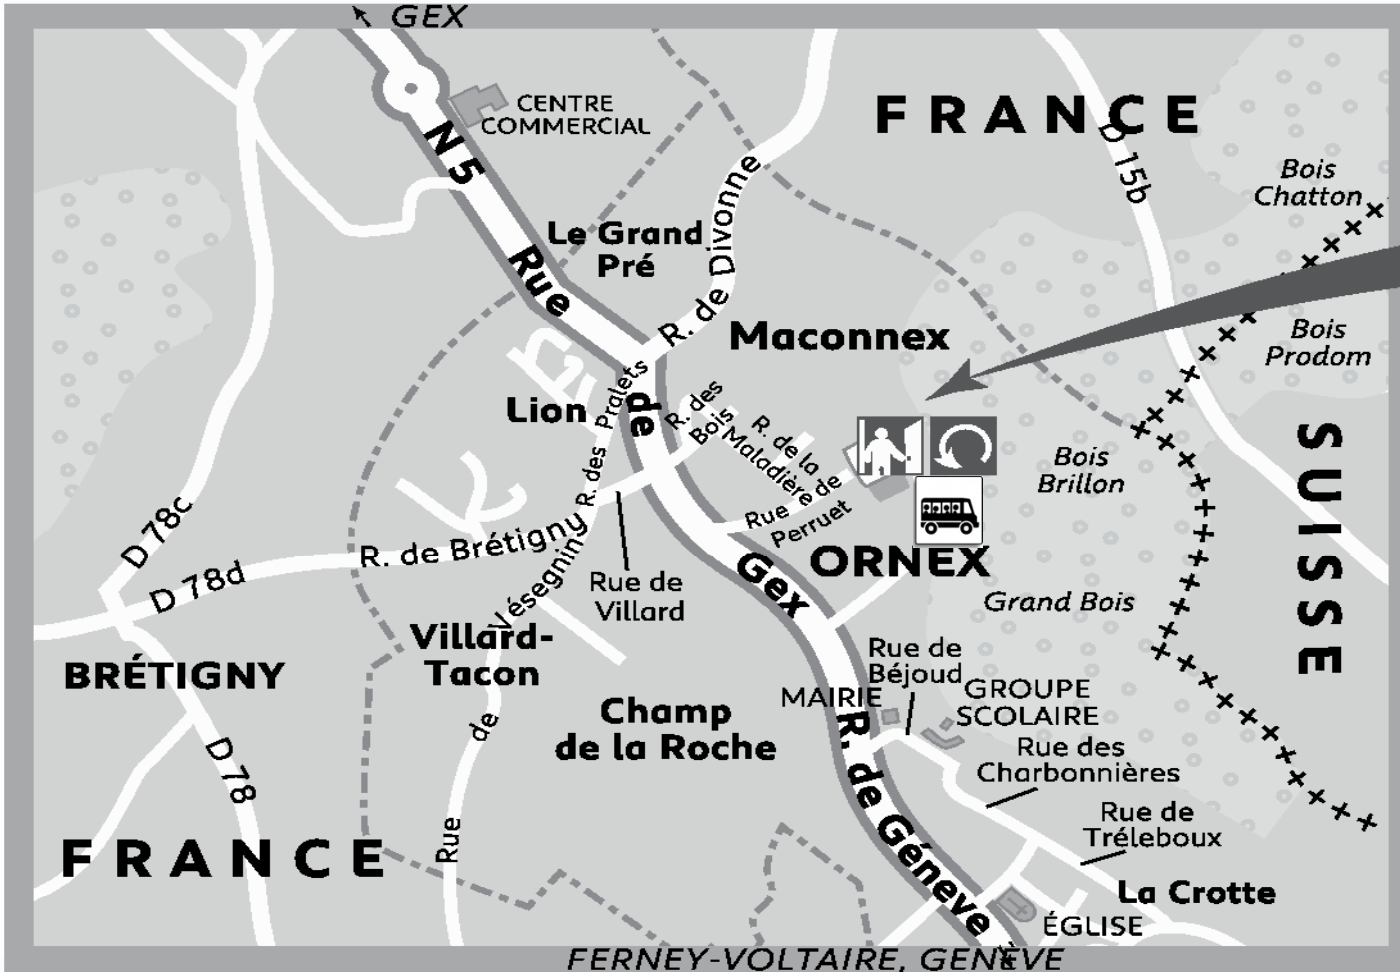 GEX
CENTRE
COMMERCIAL
FRANCE
N 5
D 15b
Bois
Chatton
Le Grand
Pré
R. de Divonne
Rue
de
Gex
Maconnex
Bois
Prodom
Lion
R. des Pralets
R. des
Bois
R. de la
Maladière
Rue de
Perruet
Bois
Brillon
SUISSE
D 78c
D 78d
R. de Brétigny
Rue de
Villard
ORNEX
Grand Bois
Rue de Vésegnin
Villard-
Tacon
BRÉTIGNY
Rue de
Béjoud
MAIRIE
GROUPE
SCOLAIRE
Champ
de la Roche
Rue des
Charbonnières
D 78
R. de Géneve
Rue de
Tréleboux
FRANCE
La Crotte
ÉGLISE
FERNEY-VOLTAIRE, GENÈVE